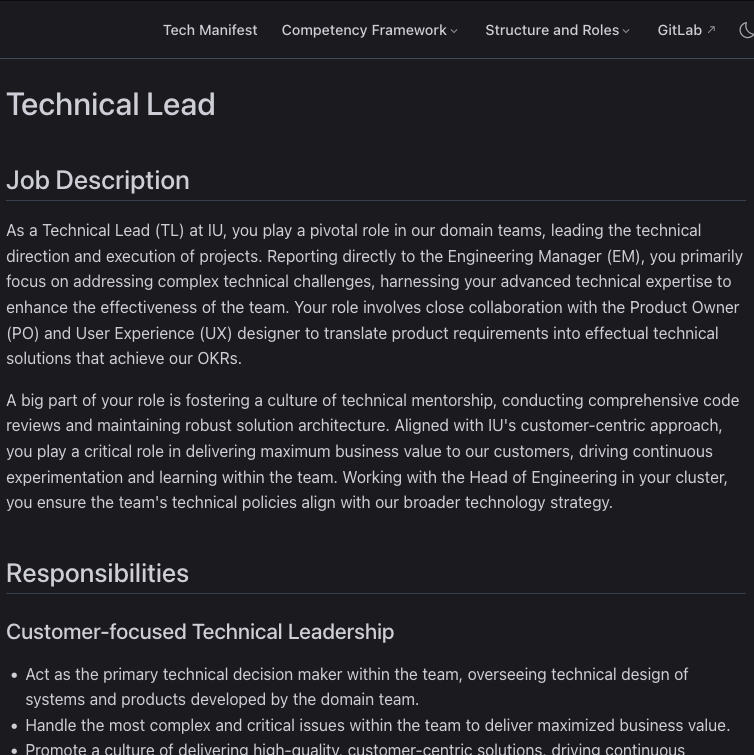 Tech Manifest Competency Framework Structure and Roles GitLab ↗
Technical Lead
Job Description
As a Technical Lead (TL) at IU, you play a pivotal role in our domain teams, leading the technical
direction and execution of projects. Reporting directly to the Engineering Manager (EM), you primarily
focus on addressing complex technical challenges, harnessing your advanced technical expertise to
enhance the effectiveness of the team. Your role involves close collaboration with the Product Owner
(PO) and User Experience (UX) designer to translate product requirements into effectual technical
solutions that achieve our OKRs.
A big part of your role is fostering a culture of technical mentorship, conducting comprehensive code
reviews and maintaining robust solution architecture. Aligned with IU's customer-centric approach,
you play a critical role in delivering maximum business value to our customers, driving continuous
experimentation and learning within the team. Working with the Head of Engineering in your cluster,
you ensure the team's technical policies align with our broader technology strategy.
Responsibilities
Customer-focused Technical Leadership
• Act as the primary technical decision maker within the team, overseeing technical design of
systems and products developed by the domain team.
• Handle the most complex and critical issues within the team to deliver maximized business value.
• Promote a culture of delivering high-quality, customer-centric solutions, driving continuous